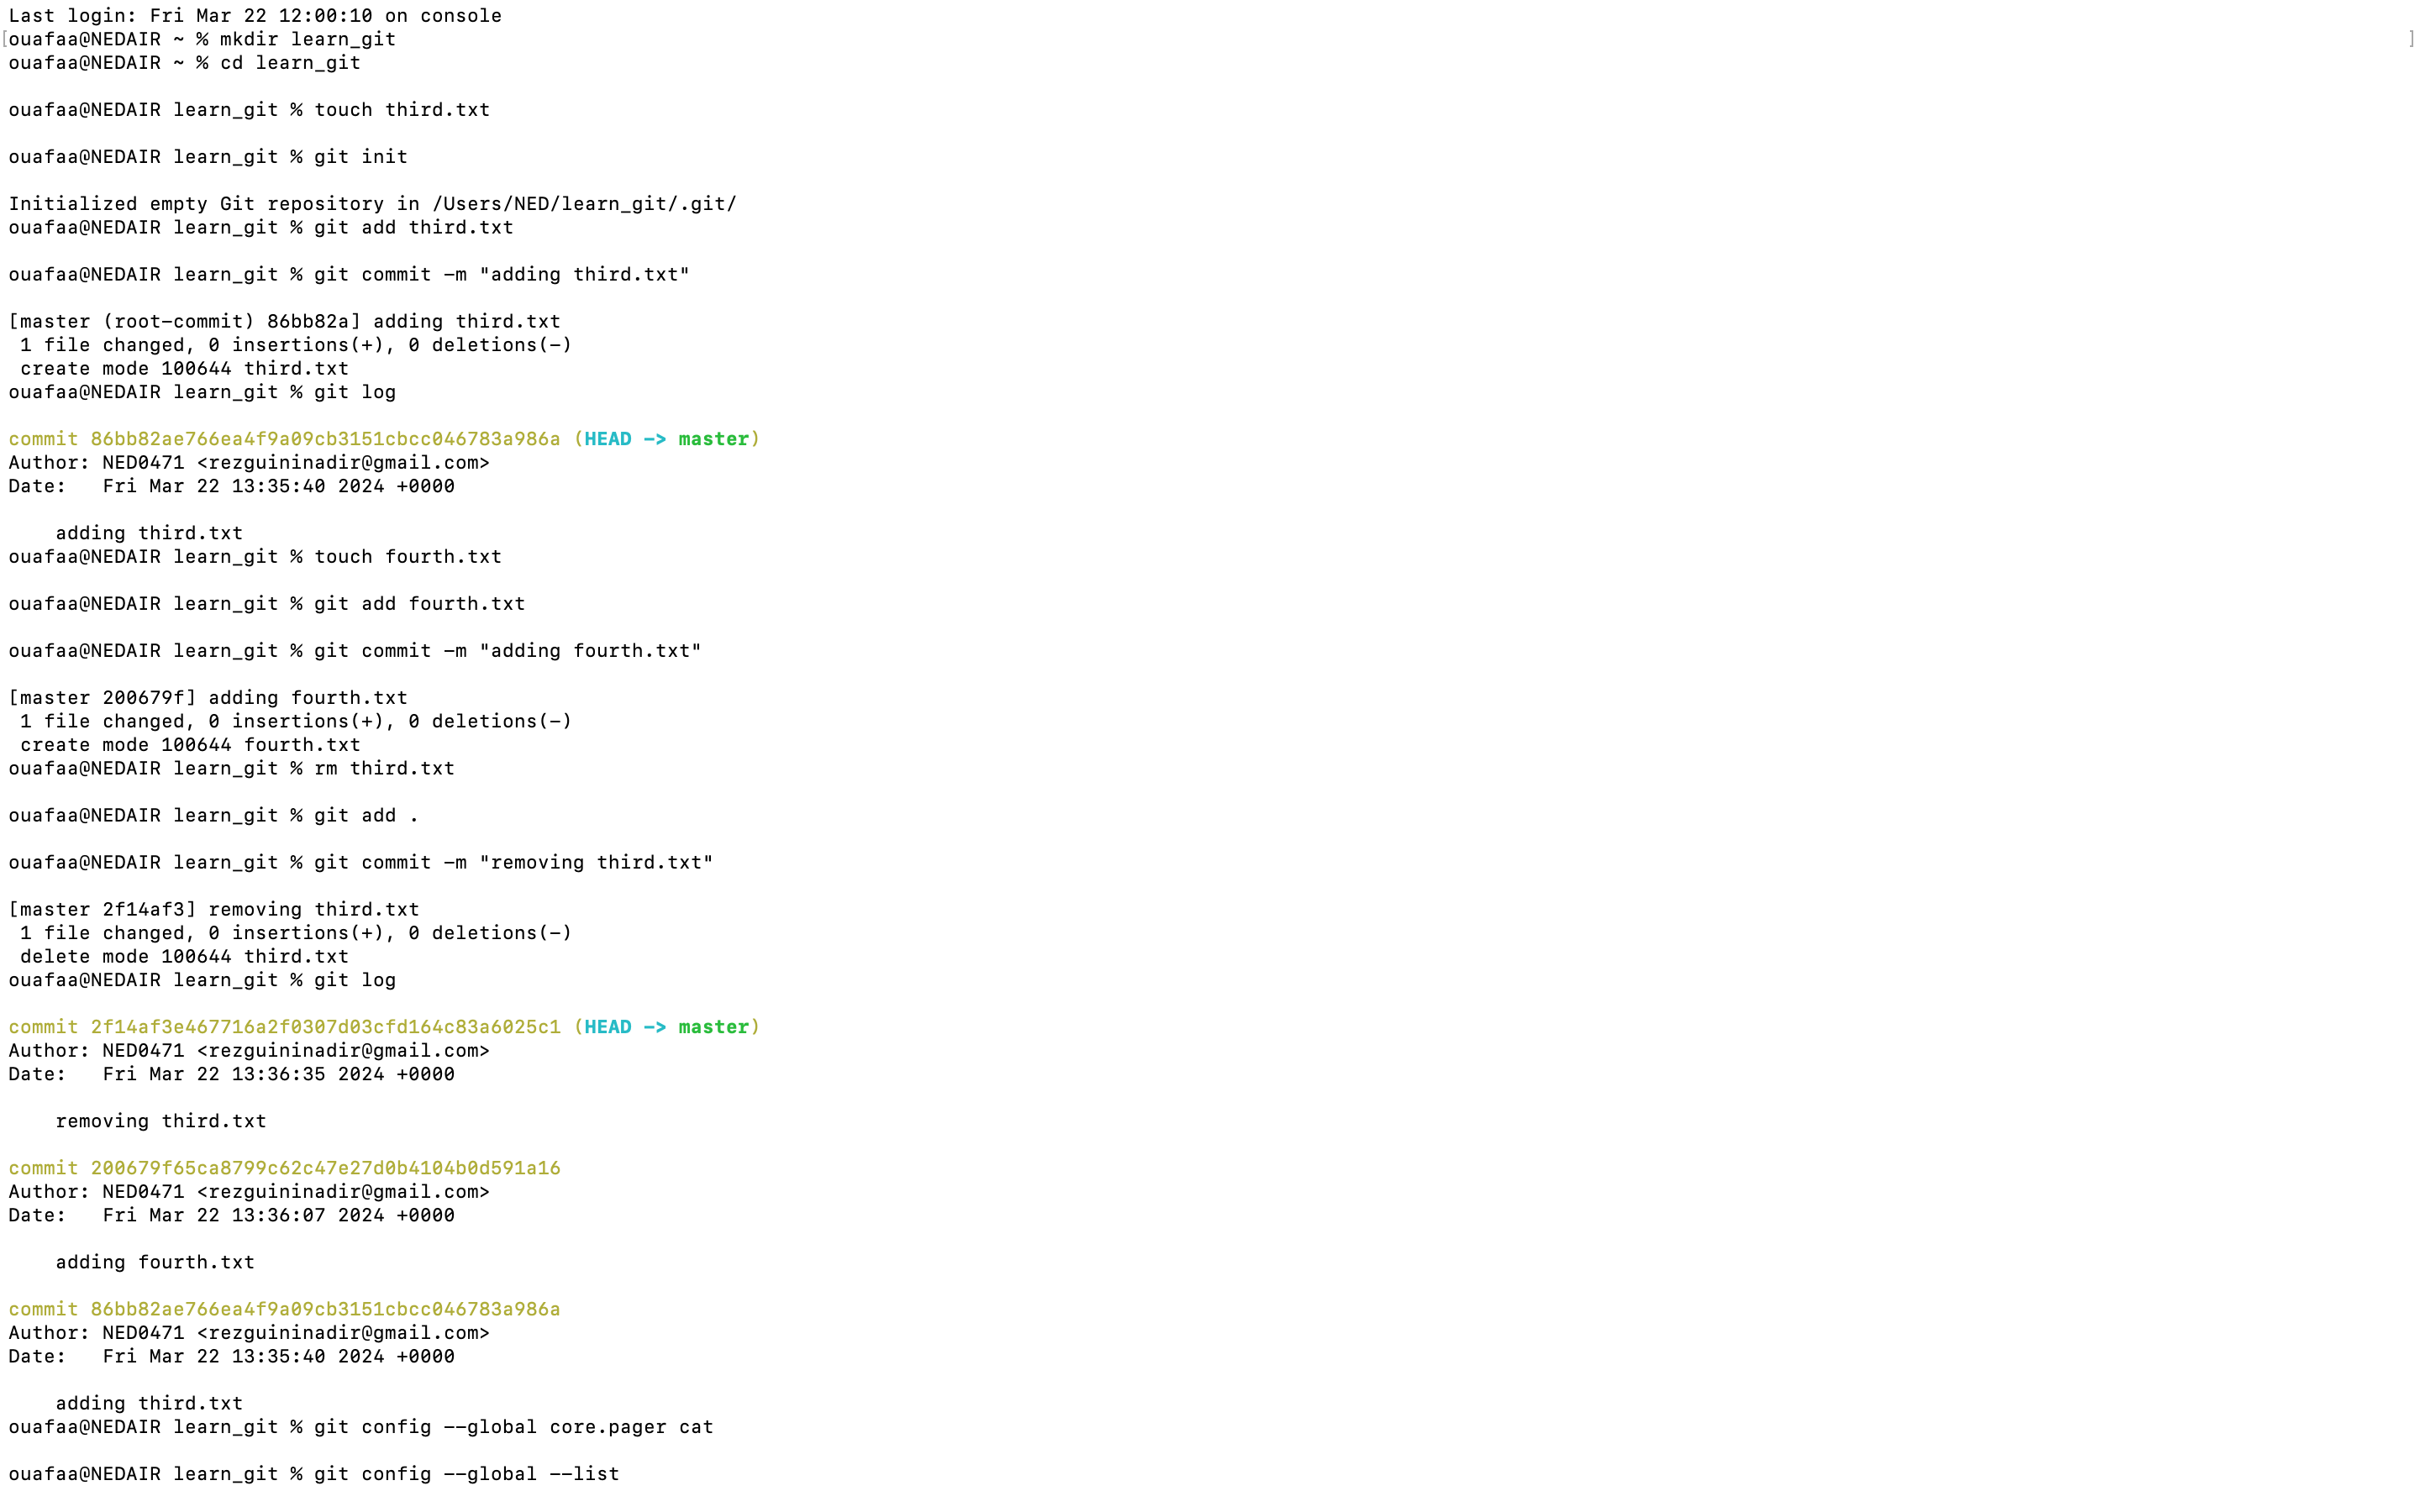 Last login: Fri Mar 22 12:00:10 on console
[ouafaa@NEDAIR ~ % mkdir learn_git ]
ouafaa@NEDAIR ~ % cd learn_git
ouafaa@NEDAIR learn_git % touch third.txt
ouafaa@NEDAIR learn_git % git init
Initialized empty Git repository in /Users/NED/learn_git/.git/
ouafaa@NEDAIR learn_git % git add third.txt
ouafaa@NEDAIR learn_git % git commit -m "adding third.txt"
[master (root-commit) 86bb82a] adding third.txt
 1 file changed, 0 insertions(+), 0 deletions(-)
 create mode 100644 third.txt
ouafaa@NEDAIR learn_git % git log
commit 86bb82ae766ea4f9a09cb3151cbcc046783a986a (HEAD -> master)
Author: NED0471 <rezguininadir@gmail.com>
Date:   Fri Mar 22 13:35:40 2024 +0000
    adding third.txt
ouafaa@NEDAIR learn_git % touch fourth.txt
ouafaa@NEDAIR learn_git % git add fourth.txt
ouafaa@NEDAIR learn_git % git commit -m "adding fourth.txt"
[master 200679f] adding fourth.txt
 1 file changed, 0 insertions(+), 0 deletions(-)
 create mode 100644 fourth.txt
ouafaa@NEDAIR learn_git % rm third.txt
ouafaa@NEDAIR learn_git % git add .
ouafaa@NEDAIR learn_git % git commit -m "removing third.txt"
[master 2f14af3] removing third.txt
 1 file changed, 0 insertions(+), 0 deletions(-)
 delete mode 100644 third.txt
ouafaa@NEDAIR learn_git % git log
commit 2f14af3e467716a2f0307d03cfd164c83a6025c1 (HEAD -> master)
Author: NED0471 <rezguininadir@gmail.com>
Date:   Fri Mar 22 13:36:35 2024 +0000
    removing third.txt
commit 200679f65ca8799c62c47e27d0b4104b0d591a16
Author: NED0471 <rezguininadir@gmail.com>
Date:   Fri Mar 22 13:36:07 2024 +0000
    adding fourth.txt
commit 86bb82ae766ea4f9a09cb3151cbcc046783a986a
Author: NED0471 <rezguininadir@gmail.com>
Date:   Fri Mar 22 13:35:40 2024 +0000
    adding third.txt
ouafaa@NEDAIR learn_git % git config --global core.pager cat
ouafaa@NEDAIR learn_git % git config --global --list